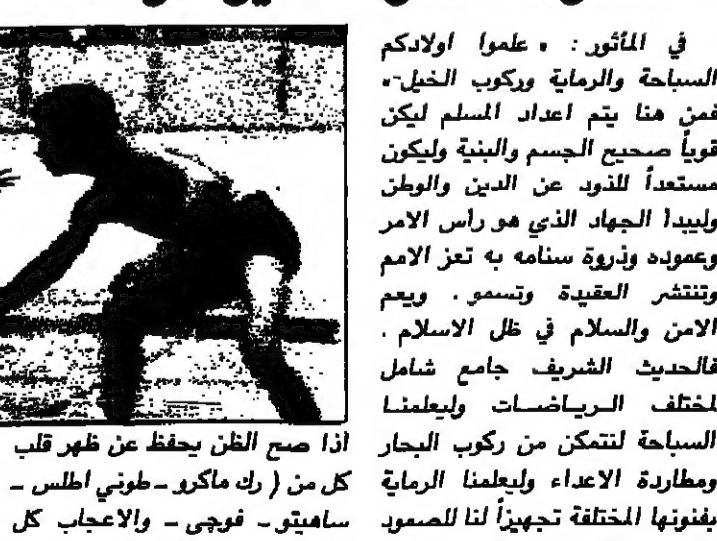 في المأثور : « علموا اولادكم
السباحة والرماية وركوب الخيل-»
فمن هنا يتم اعداد المسلم ليكن
قوياً صحيح الجسم والبنية وليكون
مستعداً للذود عن الدين والوطن
وليبدأ الجهاد الذي هو رأس الامر
وعموده وذروة سنامه به تعز الامم
وتنتشر العقيدة وتسمو . ويعم
الامن والسلام في ظل الاسلام .
فالحديث الشريف جامع شامل
لمختلف الريـاضـات وليعلمنـا
السباحة لنتمكن من ركوب البحار
ومطاردة الاعداء وليعلمنا الرماية
بفنونها المختلفة تجهيزاً لنا للصمود
اذا صح الظن يحفظ عن ظهر قلب
كل من ( رك ماكرو ـ طوني اطلس ـ
ساهيتو ـ فوجى ـ والاعجاب كل